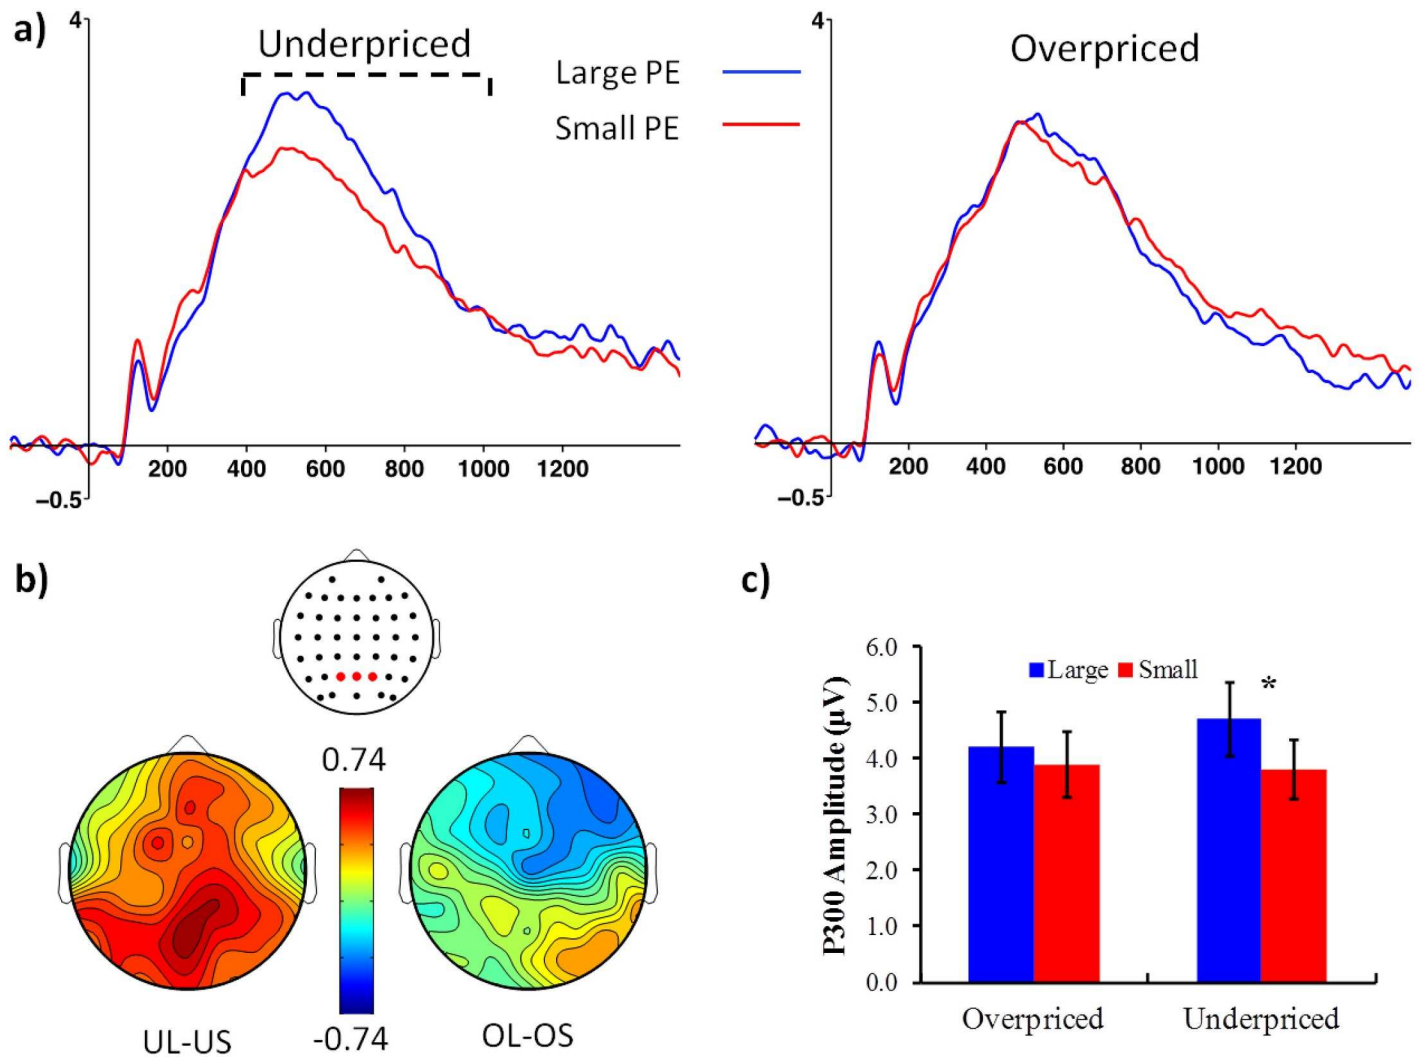 a)
4
Underpriced
Large PE
Small PE
200 400 600 800 1000 1200
−0.5
4
Overpriced
200 400 600 800 1000 1200
−0.5
b)
0.74
-0.74
UL-US
OL-OS
c)
P300 Amplitude (µV)
6.0
5.0
4.0
3.0
2.0
1.0
0.0
Large Small
*
Overpriced Underpriced